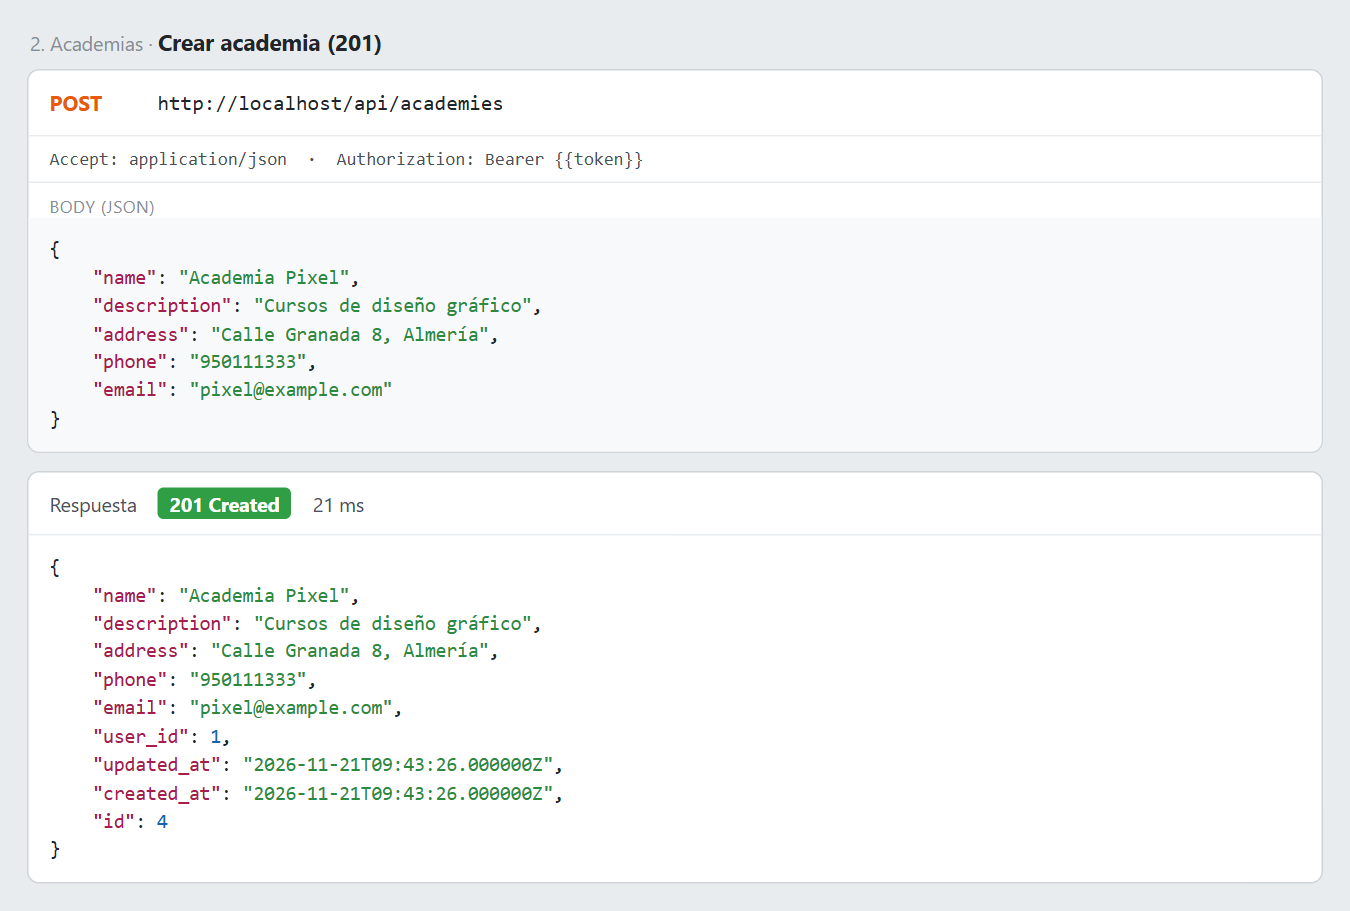 2. Academias · Crear academia (201)
POST http://localhost/api/academies
Accept: application/json · Authorization: Bearer {{token}}
BODY (JSON)
{
    "name": "Academia Pixel",
    "description": "Cursos de diseño gráfico",
    "address": "Calle Granada 8, Almería",
    "phone": "950111333",
    "email": "pixel@example.com"
}
Respuesta 201 Created 21 ms
{
    "name": "Academia Pixel",
    "description": "Cursos de diseño gráfico",
    "address": "Calle Granada 8, Almería",
    "phone": "950111333",
    "email": "pixel@example.com",
    "user_id": 1,
    "updated_at": "2026-11-21T09:43:26.000000Z",
    "created_at": "2026-11-21T09:43:26.000000Z",
    "id": 4
}